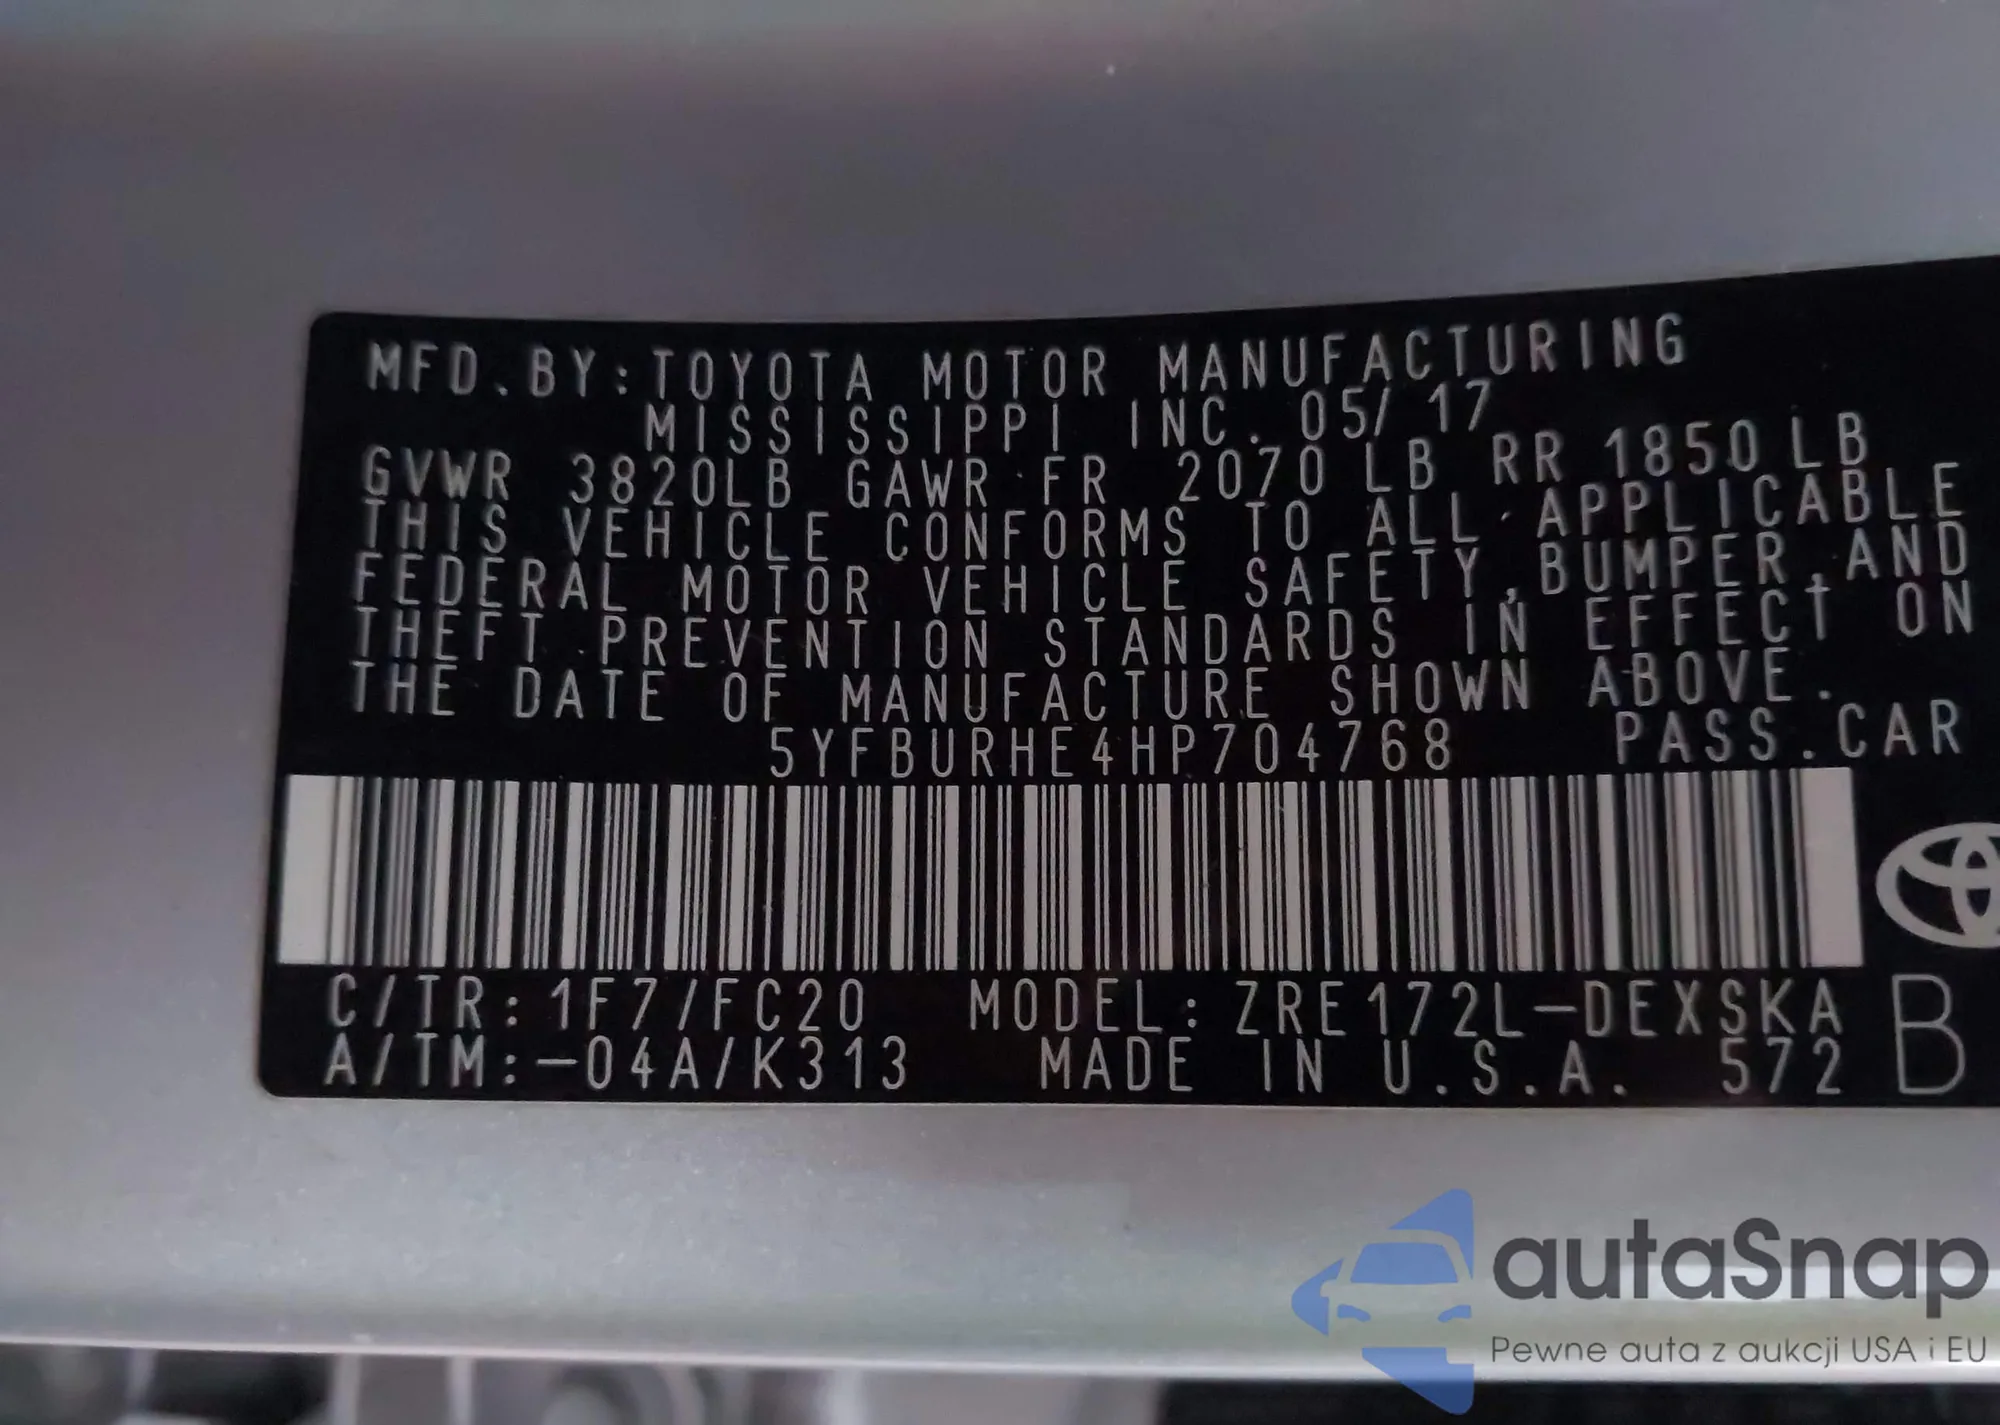 MFD.BY:TOYOTA MOTOR MANUFACTURING
MISSISSIPPI INC. 05/17
GVWR 3820LB GAWR FR 2070 LB RR 1850 LB
THIS VEHICLE CONFORMS TO ALL APPLICABLE
FEDERAL MOTOR VEHICLE SAFETY,BUMPER,AND
THEFT PREVENTION STANDARDS IN EFFECT ON
THE DATE OF MANUFACTURE SHOWN ABOVE.
5YFBURHE4HP704768 PASS.CAR
C/TR:1F7/FC20 MODEL:ZRE172L-DEXSKA
A/TM:-04A/K313 MADE IN U.S.A. 572 B
autaSnap
Pewne auta z aukcji USA i EU